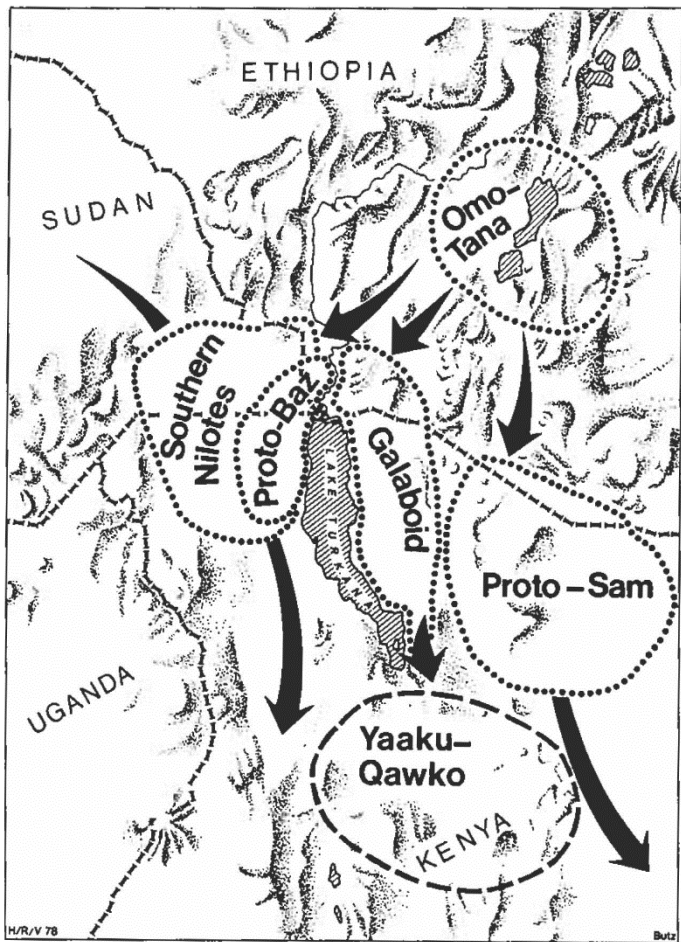 ETHIOPIA
SUDAN
Omo-
Tana
Southern
Nilotes
Proto-Baz
Galaboid
LAKE TURKANA
Proto-Sam
UGANDA
Yaaku-
Qawko
KENYA
H/R/V 78
Butz